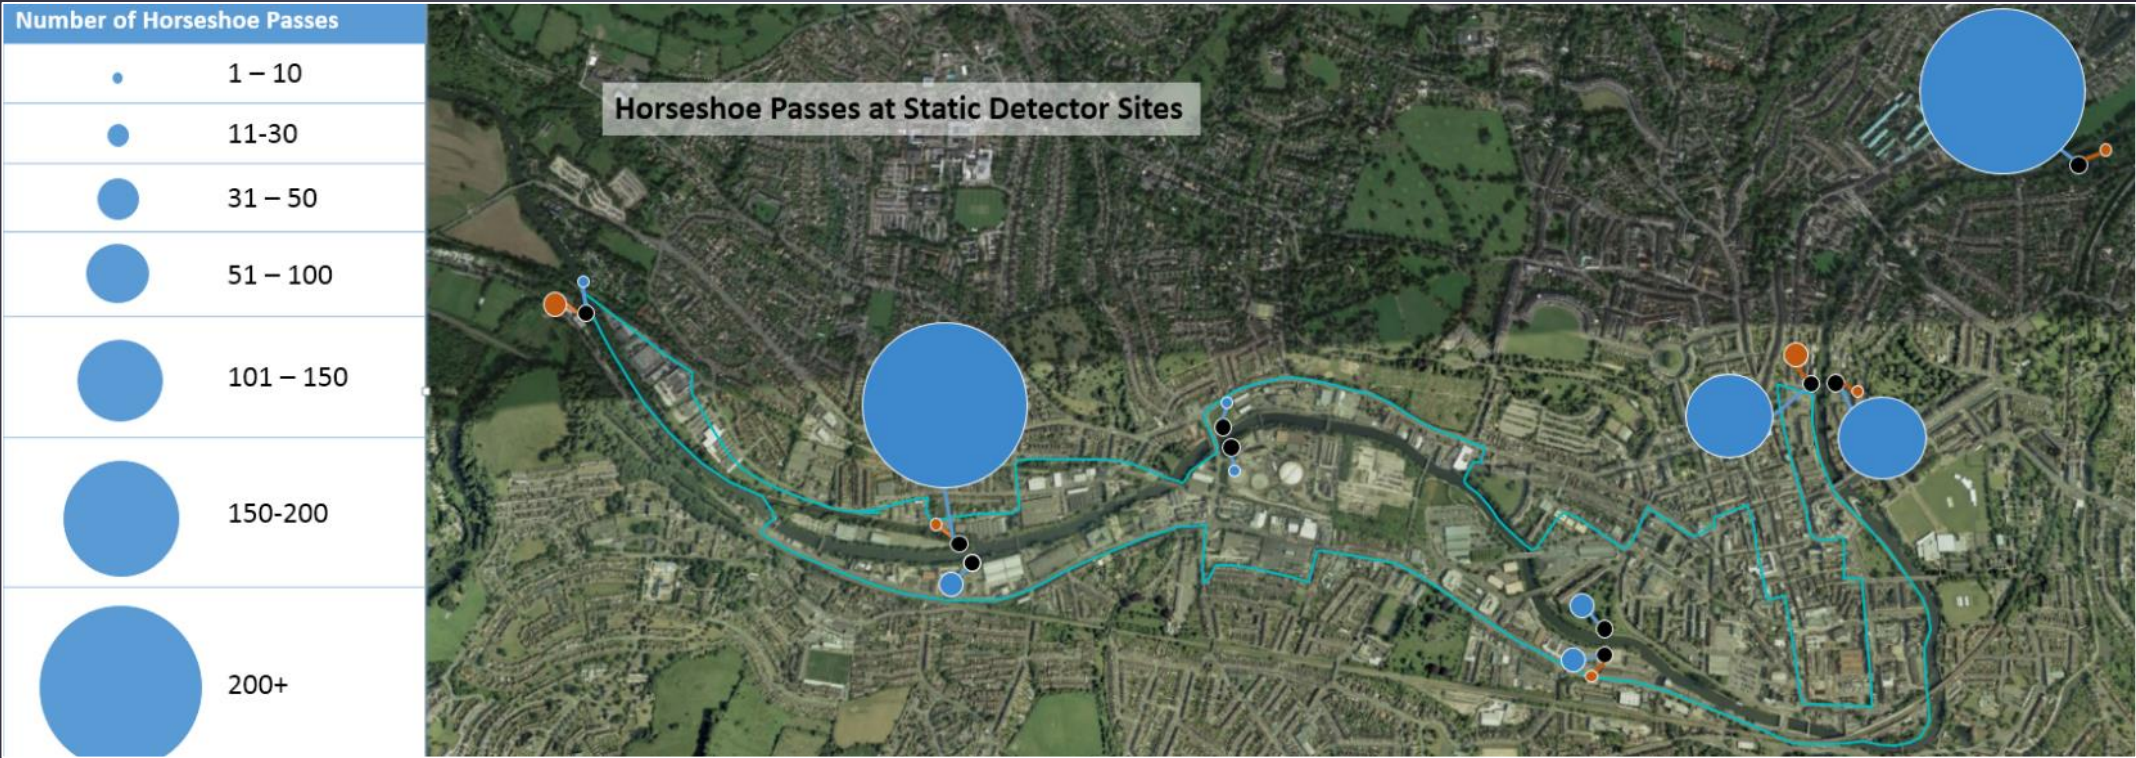 Number of Horseshoe Passes
1 – 10
11-30
31 – 50
51 – 100
101 – 150
150-200
200+
Horseshoe Passes at Static Detector Sites